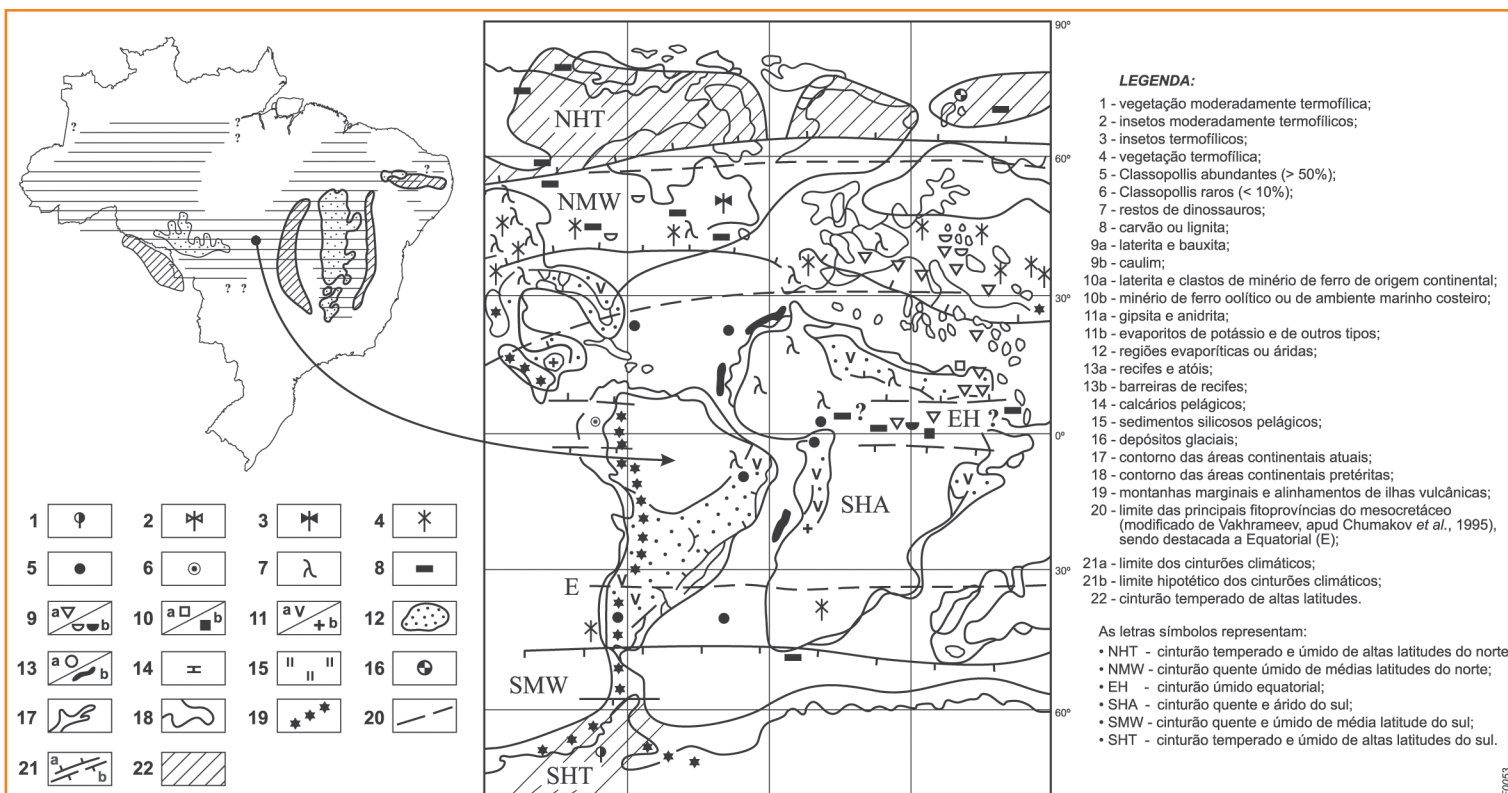 ? ? ? ?
? ?
1
2
3
4
5
6
7
8
9 a b
10 a b
11 a V b
12
13 a b
14
15
16
17
18
19
20
21 a b
22
90º
60º
30º
0º
30º
60º
NHT
NMW
V
V
V
EH ?
?
V
V
V
V
SHA
E
V
V
SMW
SHT
LEGENDA:
1 - vegetação moderadamente termofílica;
2 - insetos moderadamente termofílicos;
3 - insetos termofílicos;
4 - vegetação termofílica;
5 - Classopollis abundantes (> 50%);
6 - Classopollis raros (< 10%);
7 - restos de dinossauros;
8 - carvão ou lignita;
9a - laterita e bauxita;
9b - caulim;
10a - laterita e clastos de minério de ferro de origem continental;
10b - minério de ferro oolítico ou de ambiente marinho costeiro;
11a - gipsita e anidrita;
11b - evaporitos de potássio e de outros tipos;
12 - regiões evaporíticas ou áridas;
13a - recifes e atóis;
13b - barreiras de recifes;
14 - calcários pelágicos;
15 - sedimentos silicosos pelágicos;
16 - depósitos glaciais;
17 - contorno das áreas continentais atuais;
18 - contorno das áreas continentais pretéritas;
19 - montanhas marginais e alinhamentos de ilhas vulcânicas;
20 - limite das principais fitoprovíncias do mesocretáceo
(modificado de Vakhrameev, apud Chumakov et al., 1995),
sendo destacada a Equatorial (E);
21a - limite dos cinturões climáticos;
21b - limite hipotético dos cinturões climáticos;
22 - cinturão temperado de altas latitudes.
As letras símbolos representam:
• NHT - cinturão temperado e úmido de altas latitudes do norte
• NMW - cinturão quente úmido de médias latitudes do norte;
• EH - cinturão úmido equatorial;
• SHA - cinturão quente e árido do sul;
• SMW - cinturão quente e úmido de média latitude do sul;
• SHT - cinturão temperado e úmido de altas latitudes do sul.